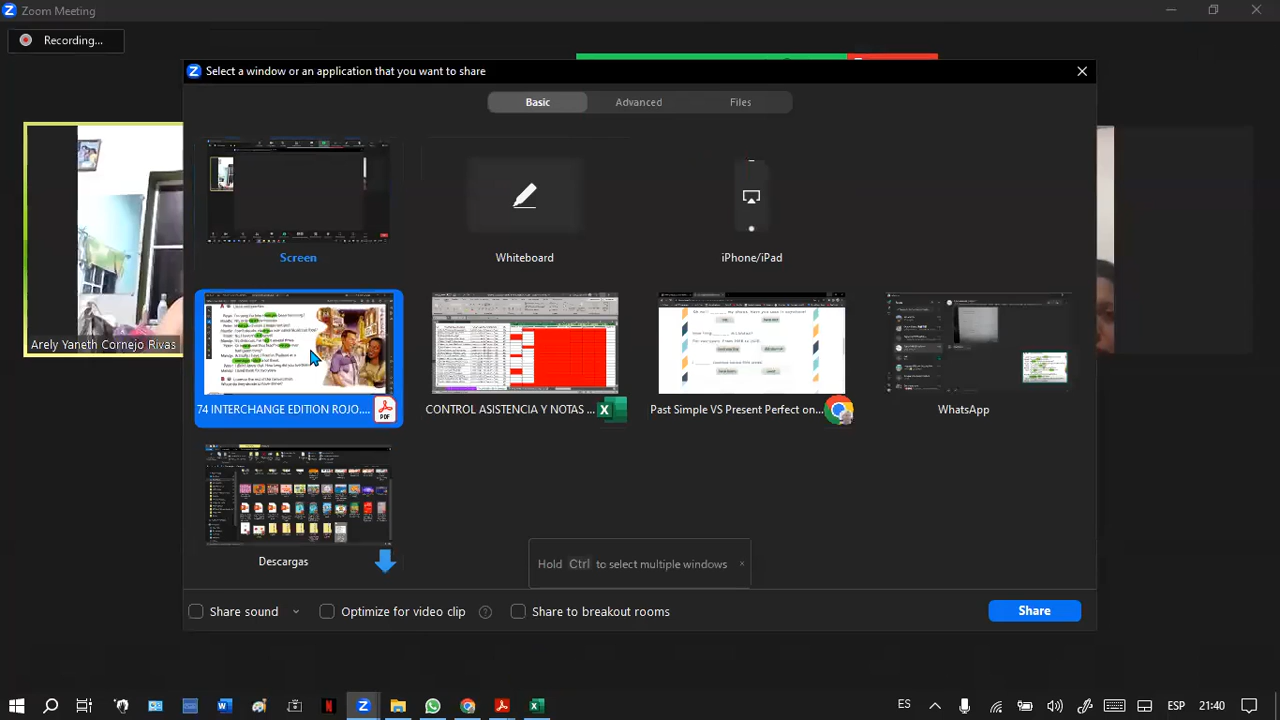 Zoom Meeting
Recording...
Select a window or an application that you want to share
Basic
Advanced
Files
Screen
Whiteboard
iPhone/iPad
Arely Yaneth Cornejo Rivas
74 INTERCHANGE EDITION ROJO....
PDF
CONTROL ASISTENCIA Y NOTAS ...
Past Simple VS Present Perfect on...
WhatsApp
Descargas
Hold Ctrl to select multiple windows
Share sound
Optimize for video clip
Share to breakout rooms
Share
ES
ESP
21:40